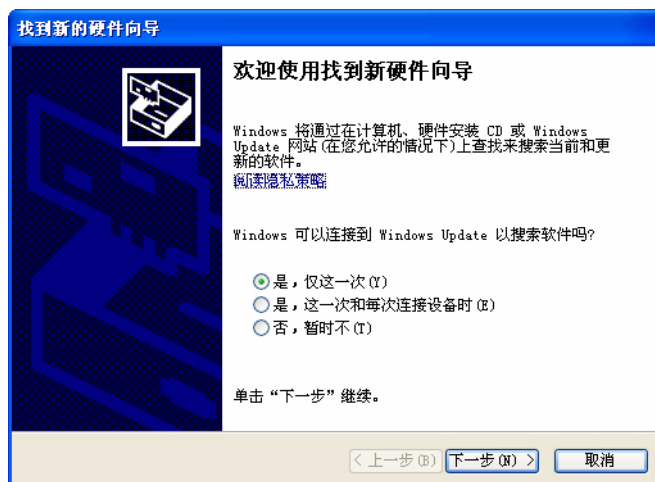 找到新的硬件向导
欢迎使用找到新硬件向导
Windows 将通过在计算机、硬件安装 CD 或 Windows
Update 网站(在您允许的情况下)上查找来搜索当前和更
新的软件。
阅读隐私策略
Windows 可以连接到 Windows Update 以搜索软件吗?
是，仅这一次(Y)
是，这一次和每次连接设备时(E)
否，暂时不(T)
单击“下一步”继续。
< 上一步(B) 下一步(N) > 取消